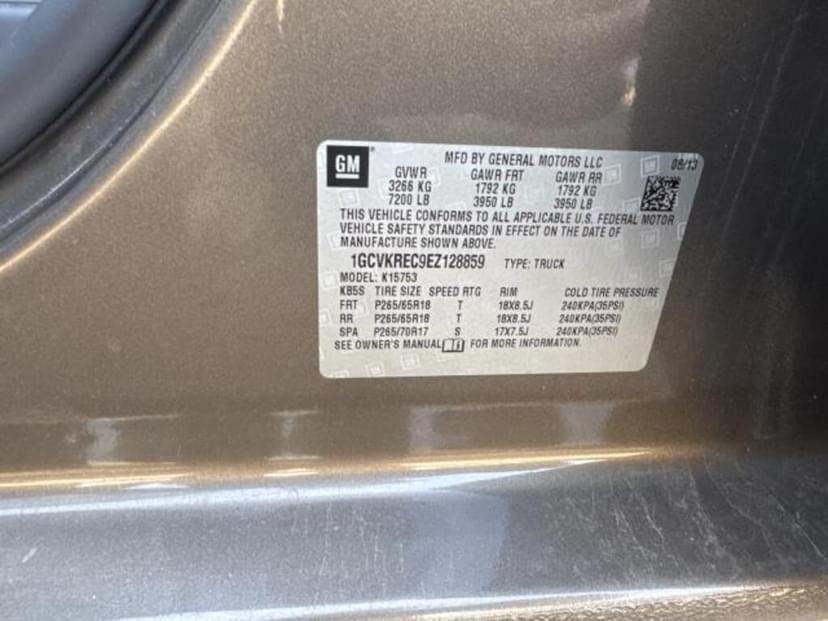 GM
MFD BY GENERAL MOTORS LLC 08/13
GVWR GAWR FRT GAWR RR
3266 KG 1792 KG 1792 KG
7200 LB 3950 LB 3950 LB
THIS VEHICLE CONFORMS TO ALL APPLICABLE U.S. FEDERAL MOTOR
VEHICLE SAFETY STANDARDS IN EFFECT ON THE DATE OF
MANUFACTURE SHOWN ABOVE.
1GCVKREC9EZ128859 TYPE: TRUCK
MODEL: K15753
KB5S TIRE SIZE SPEED RTG RIM COLD TIRE PRESSURE
FRT P265/65R18 T 18X8.5J 240KPA(35PSI)
RR P265/65R18 T 18X8.5J 240KPA(35PSI)
SPA P265/70R17 S 17X7.5J 240KPA(35PSI)
SEE OWNER'S MANUAL i FOR MORE INFORMATION.